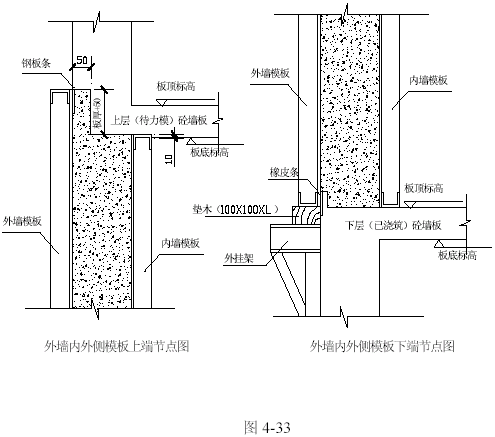 50
钢板条
板顶标高
板厚-50
上层（待力模）砼墙板
板底标高
10
外墙模板
内墙模板
外墙内外侧模板上端节点图
外墙模板
内墙模板
橡皮条
板顶标高
垫木(100X100XL)
下层（已浇筑）砼墙板
外挂架
板底标高
外墙内外侧模板下端节点图
图 4-33